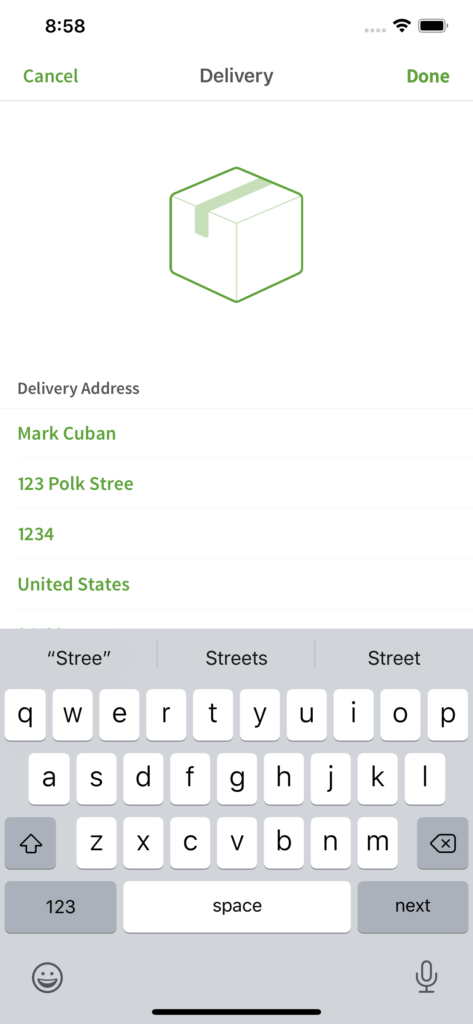 8:58
Cancel Delivery Done
Delivery Address
Mark Cuban
123 Polk Stree
1234
United States
“Stree” Streets Street
q w e r t y u i o p
a s d f g h j k l
z x c v b n m
123 space next